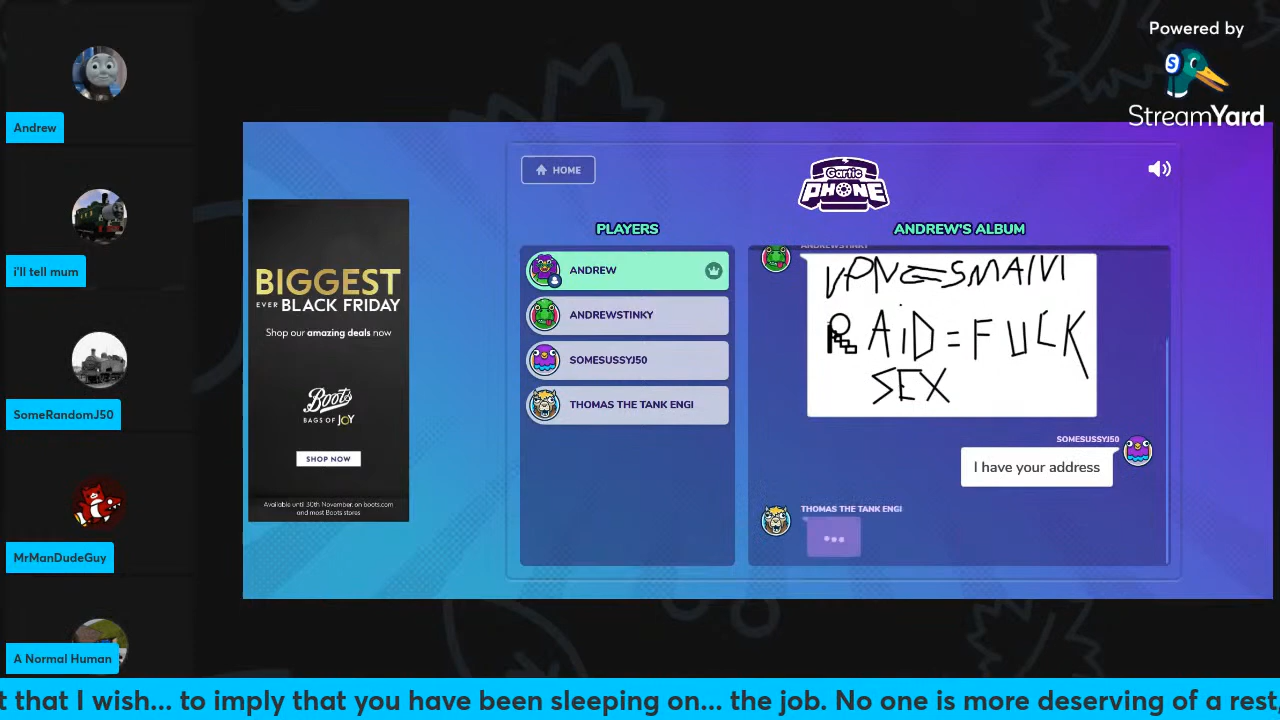 Powered by
StreamYard
Andrew
i'll tell mum
SomeRandomJ50
MrManDudeGuy
A Normal Human
BIGGEST
EVER BLACK FRIDAY
Shop our amazing deals now
Boots
BAGS OF JOY
SHOP NOW
Available until 30th November, on boots.com
and most Boots stores
HOME
Gartic
PHONE
PLAYERS
ANDREW
ANDREWSTINKY
SOMESUSSYJ50
THOMAS THE TANK ENGI
ANDREW'S ALBUM
ANDREWSTINKY
RAiD=FUCK
SEX
SOMESUSSYJ50
I have your address
THOMAS THE TANK ENGI
t that I wish... to imply that you have been sleeping on... the job. No one is more deserving of a rest,